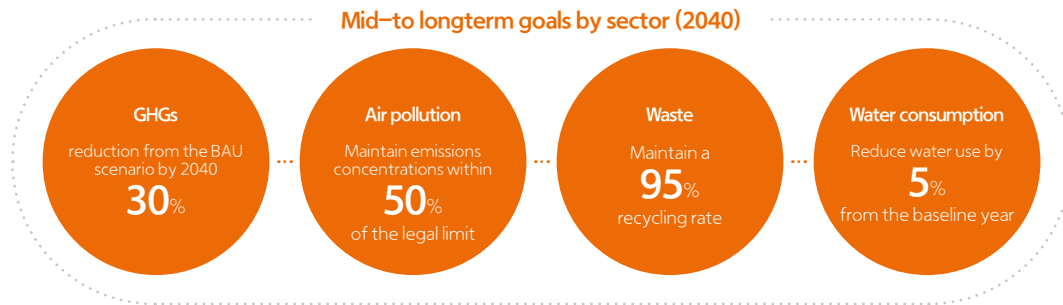 Mid-to longterm goals by sector (2040)
GHGs
reduction from the BAU
scenario by 2040
30%
Air pollution
Maintain emissions
concentrations within
50%
of the legal limit
Waste
Maintain a
95%
recycling rate
Water consumption
Reduce water use by
5%
from the baseline year